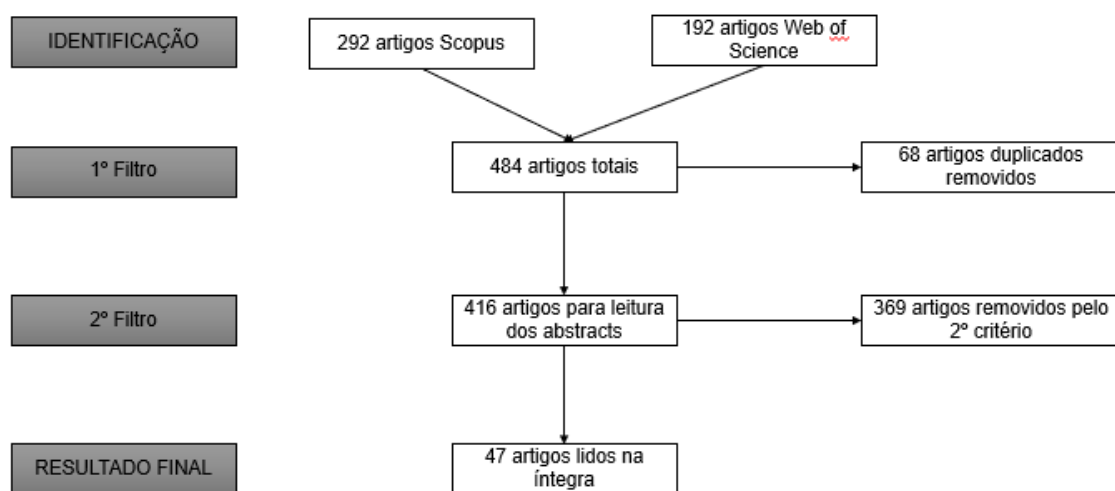 IDENTIFICAÇÃO
292 artigos Scopus
192 artigos Web of
Science
1º Filtro
484 artigos totais
68 artigos duplicados
removidos
2º Filtro
416 artigos para leitura
dos abstracts
369 artigos removidos pelo
2º critério
RESULTADO FINAL
47 artigos lidos na
íntegra